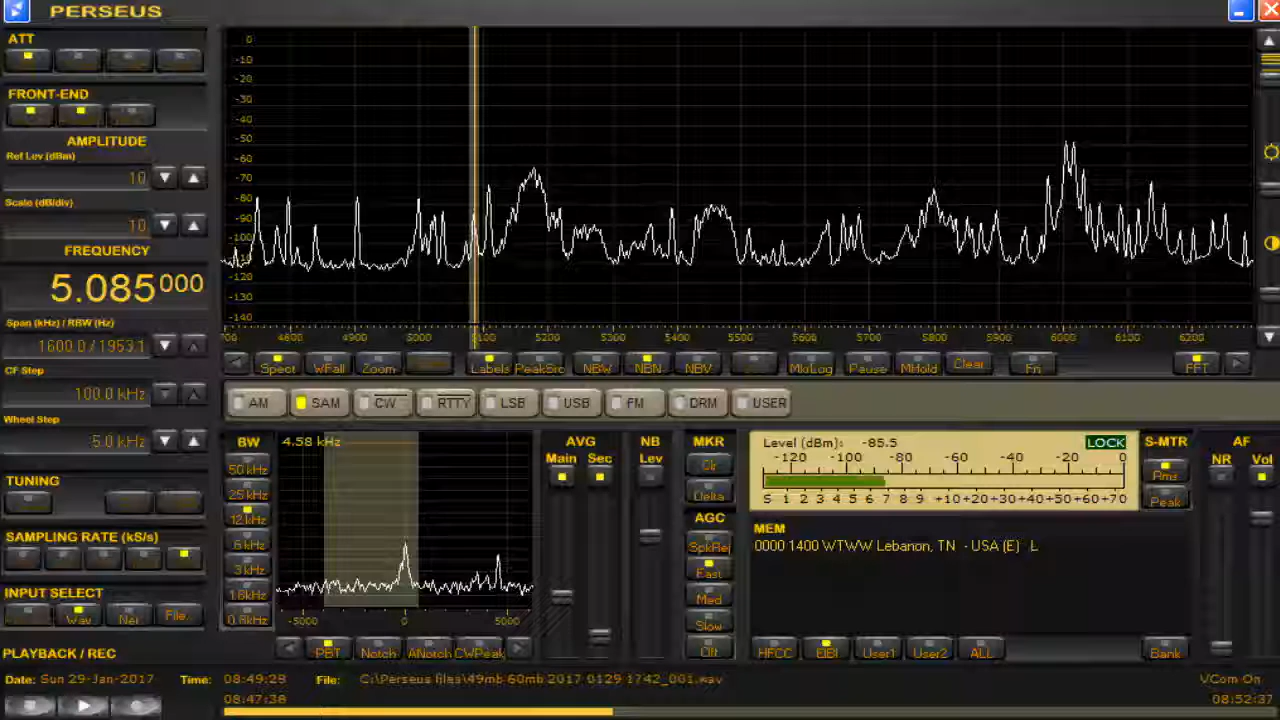 PERSEUS
ATT
FRONT-END
AMPLITUDE
Ref Lev (dBm)
10
Scale (dB/div)
10
FREQUENCY
5.085000
Span (kHz) / RBW (Hz)
1600.0 / 1953.1
CF Step
100.0 kHz
Wheel Step
5.0 kHz
TUNING
SAMPLING RATE (kS/s)
INPUT SELECT
Wav Net File..
0
-10
-20
-30
-40
-50
-60
-70
-80
-90
-100
-110
-120
-130
-140
700 4800 4900 5000 5100 5200 5300 5400 5500 5600 5700 5800 5900 6000 6100 6200
Spect WFall Zoom Labels PeakSrc NBW NBN NBV MkrLog Pause MHold Clear Fn FFT
AM SAM CW RTTY LSB USB FM DRM USER
BW
50 kHz
25 kHz
12 kHz
6 kHz
3 kHz
1.6kHz
0.8kHz
4.58 kHz
-5000 0 5000
PBT Notch ANotch CWPeak
AVG
Main Sec
NB
Lev
MKR
Clr
Delta
AGC
SpkRej
Fast
Med
Slow
Off
Level (dBm): -85.5 LOCK
-120 -100 -80 -60 -40 -20 0
S 1 2 3 4 5 6 7 8 9 +10+20+30+40+50+60+70
S-MTR
Rms
Peak
AF
NR Vol
MEM
0000 1400 WTWW Lebanon, TN - USA (E) Ł
HFCC EIBI User1 User2 ALL Bank
PLAYBACK / REC
Date: Sun 29-Jan-2017 Time: 08:49:28 File: C:\Perseus files\49mb 60mb 2017 0129 1742_001.wav VCom On
08:47:38 08:52:37